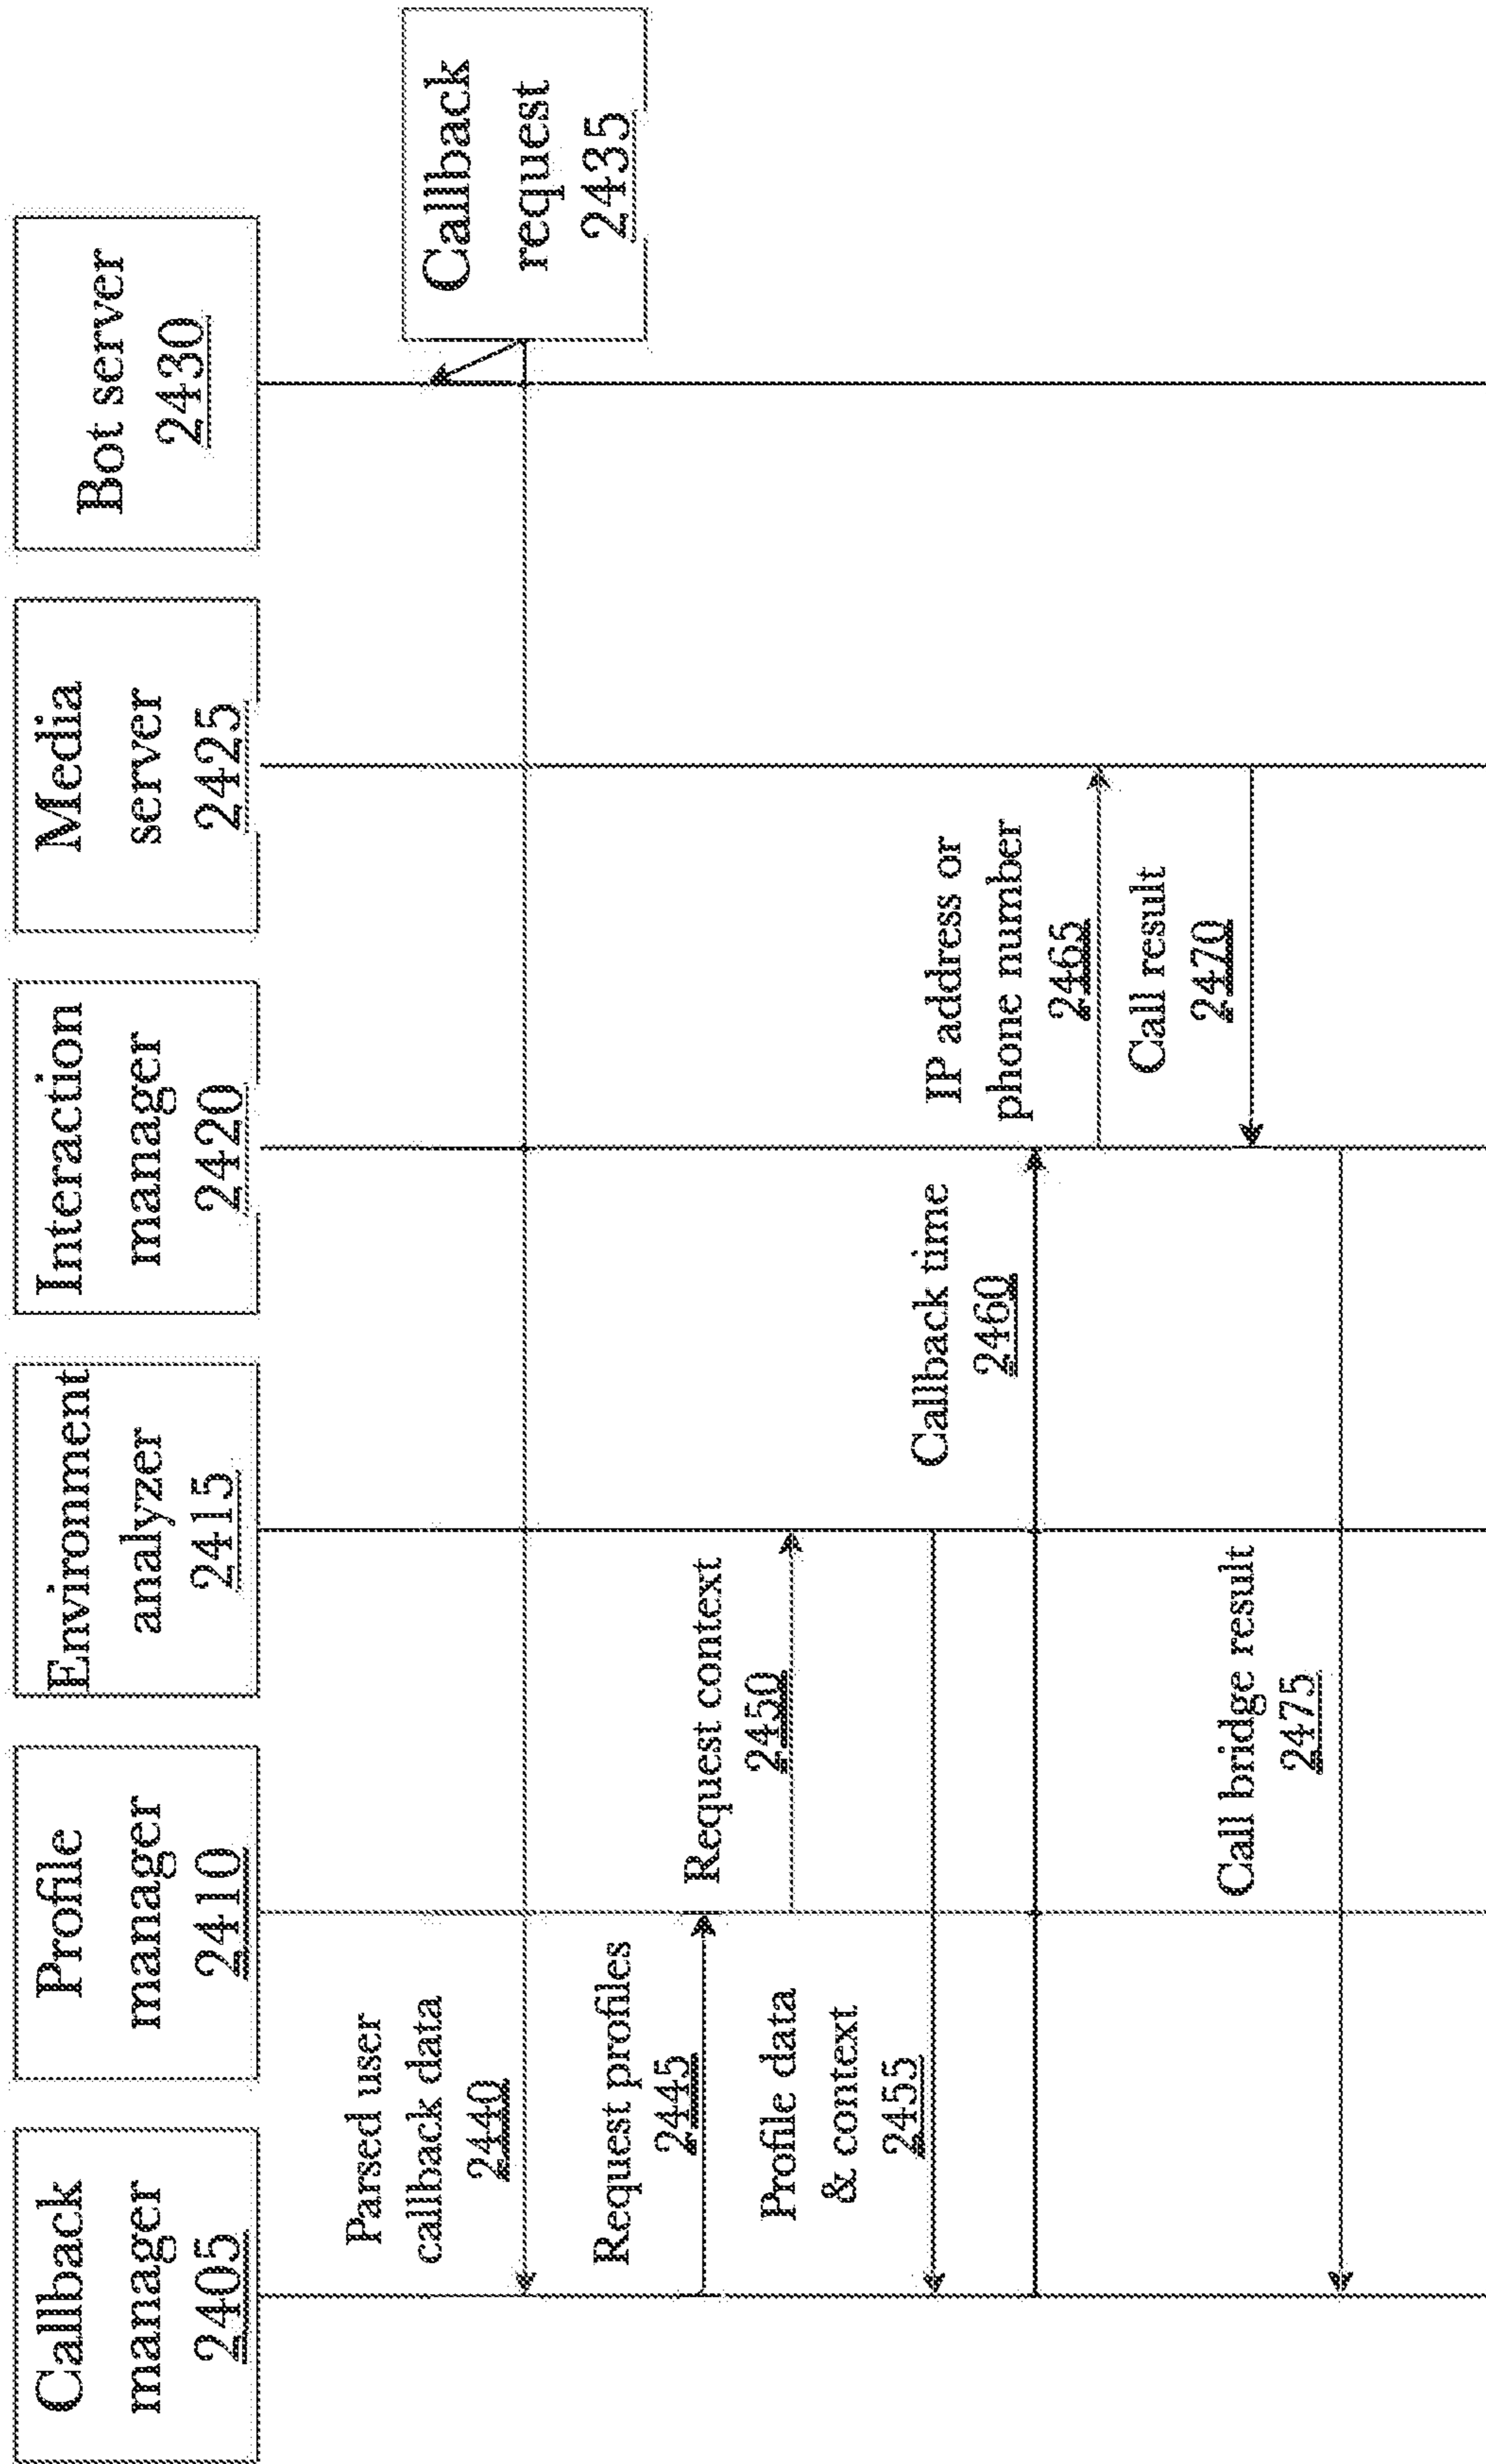 Callback
manager
2405
Profile
manager
2410
Environment
analyzer
2415
Interaction
manager
2420
Media
server
2425
Bot server
2430
Callback
request
2435
Parsed user
callback data
2440
Request profiles
2445
Request context
2450
Profile data
& context
2455
Callback time
2460
IP address or
phone number
2465
Call result
2470
Call bridge result
2475